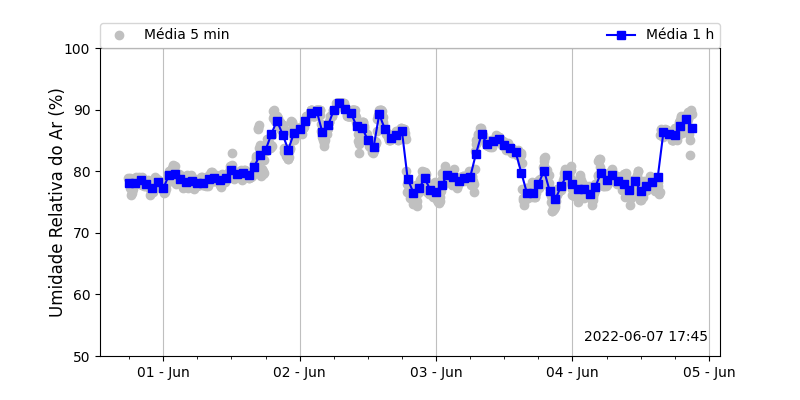 Média 5 min
Média 1 h
100
90
80
70
60
50
Umidade Relativa do Ar (%)
2022-06-07 17:45
01 - Jun
02 - Jun
03 - Jun
04 - Jun
05 - Jun